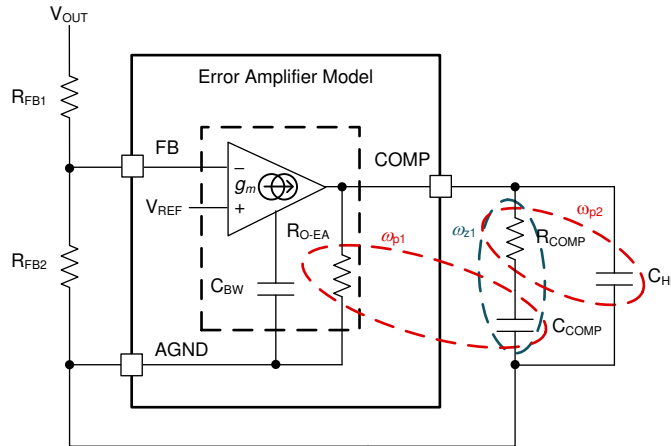 VOUT
Error Amplifier Model
RFB1
FB
COMP
−
gm
+
VREF
RO-EA
ωp1
ωz1
ωp2
RCOMP
RFB2
CBW
CH
CCOMP
AGND